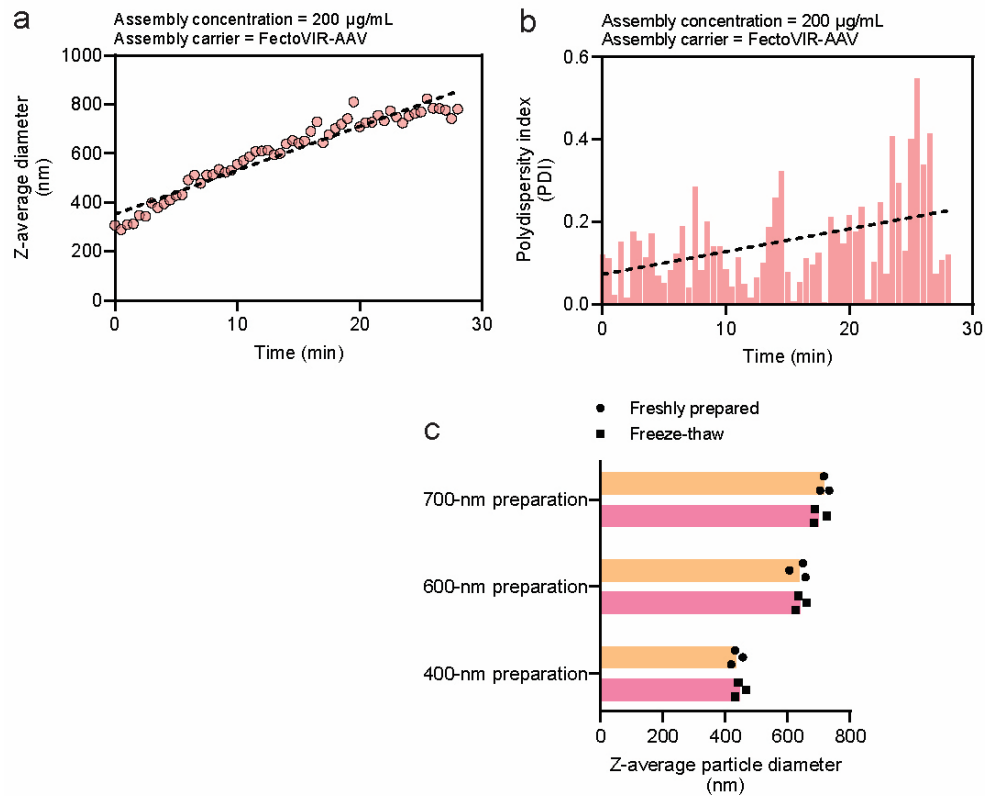 a
Assembly concentration = 200 µg/mL
Assembly carrier = FectoVIR-AAV
1000
800
600
400
200
0
Z-average diameter
(nm)
0
10
20
30
Time (min)
b
Assembly concentration = 200 µg/mL
Assembly carrier = FectoVIR-AAV
0.6
0.4
0.2
0.0
Polydispersity index
(PDI)
0
10
20
30
Time (min)
c
Freshly prepared
Freeze-thaw
700-nm preparation
600-nm preparation
400-nm preparation
0
200
400
600
800
Z-average particle diameter
(nm)